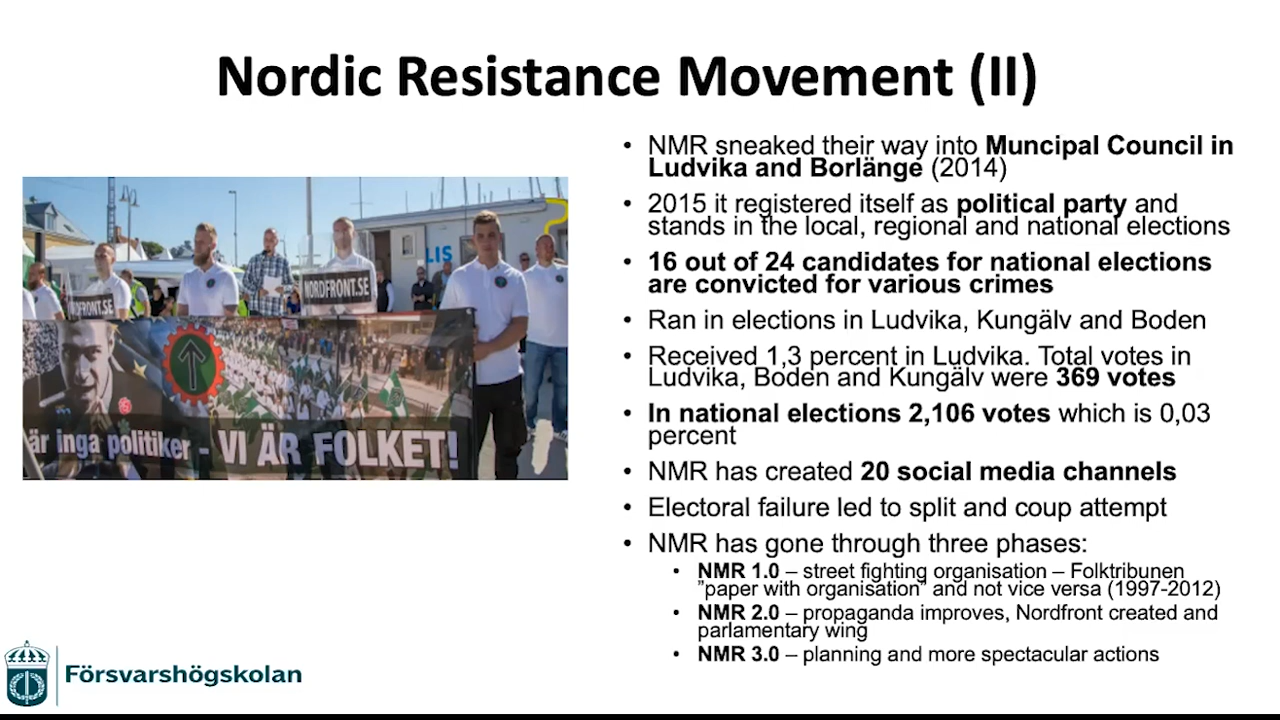 Nordic Resistance Movement (II)
• NMR sneaked their way into Muncipal Council in
Ludvika and Borlänge (2014)
• 2015 it registered itself as political party and
stands in the local, regional and national elections
• 16 out of 24 candidates for national elections
are convicted for various crimes
• Ran in elections in Ludvika, Kungälv and Boden
• Received 1,3 percent in Ludvika. Total votes in
Ludvika, Boden and Kungälv were 369 votes
• In national elections 2,106 votes which is 0,03
percent
• NMR has created 20 social media channels
• Electoral failure led to split and coup attempt
• NMR has gone through three phases:
• NMR 1.0 – street fighting organisation – Folktribunen
”paper with organisation” and not vice versa (1997-2012)
• NMR 2.0 – propaganda improves, Nordfront created and
parlamentary wing
• NMR 3.0 – planning and more spectacular actions
LIS
RDFRONT.SE
NORDFRONT.SE
är inga politiker - VI ÄR FOLKET!
Försvarshögskolan